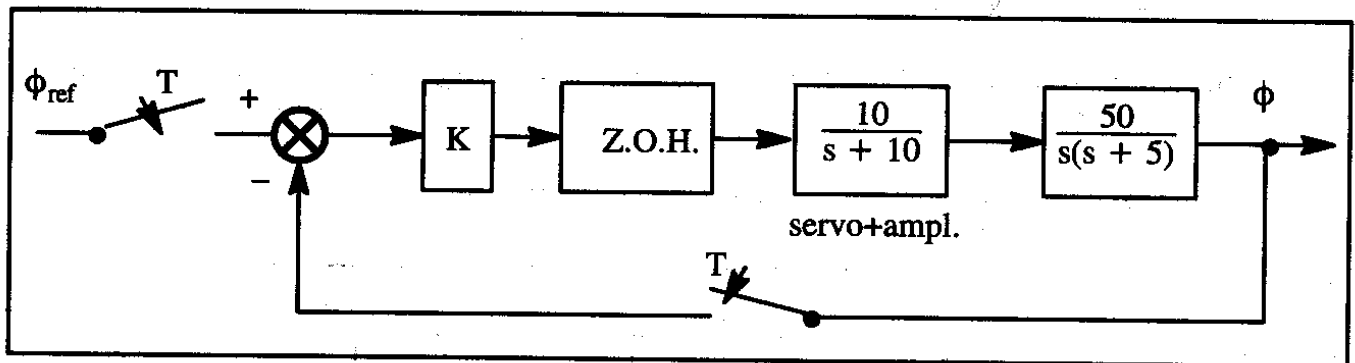 ϕref
T
+
−
K
Z.O.H.
10
s + 10
servo+ampl.
50
s(s + 5)
ϕ
T